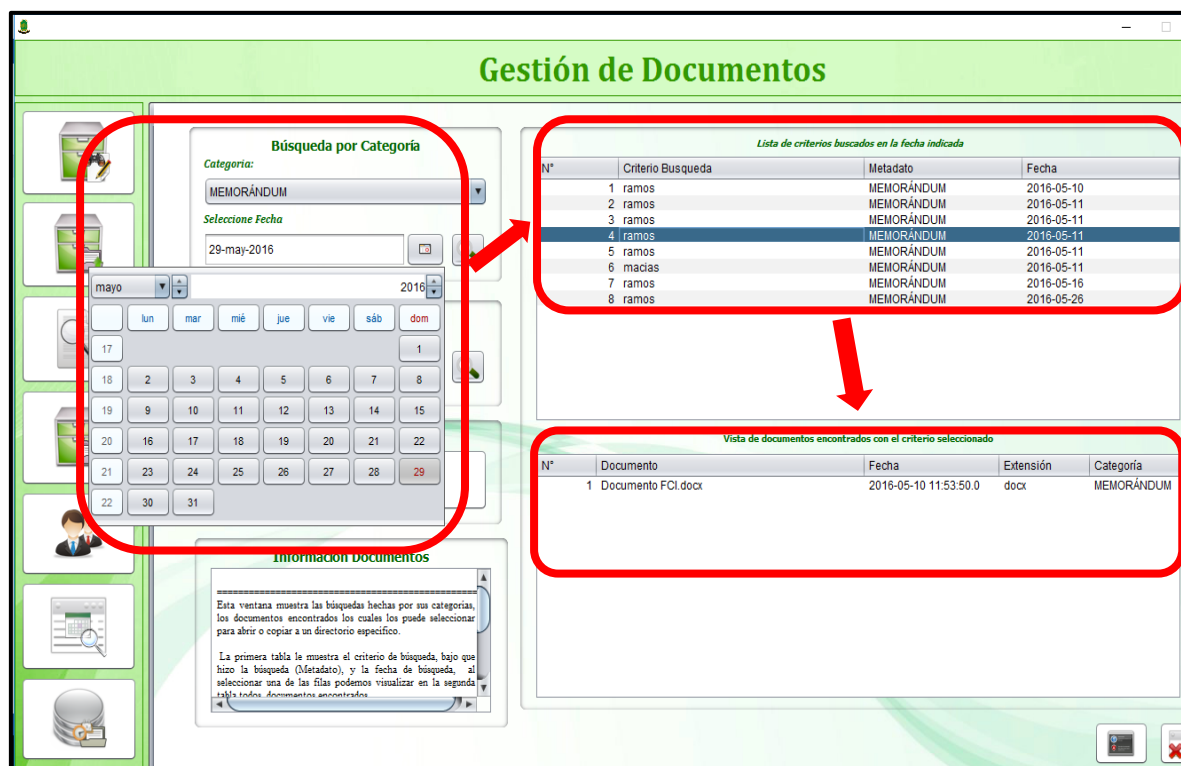 Gestión de Documentos
Búsqueda por Categoría
Categoria:
MEMORÁNDUM
Seleccione Fecha
29-may-2016
mayo 2016
lun mar mié jue vie sáb dom
17 1
18 2 3 4 5 6 7 8
19 9 10 11 12 13 14 15
20 16 17 18 19 20 21 22
21 23 24 25 26 27 28 29
22 30 31
Información Documentos
Esta ventana muestra las búsquedas hechas por sus categorías,
los documentos encontrados los cuales los puede seleccionar
para abrir o copiar a un directorio específico.
La primera tabla le muestra el criterio de búsqueda, bajo que
hizo la búsqueda (Metadato), y la fecha de búsqueda, al
seleccionar una de las filas podemos visualizar en la segunda
tabla todos documentos encontrados
Lista de criterios buscados en la fecha indicada
N° Criterio Busqueda Metadato Fecha
1 ramos MEMORÁNDUM 2016-05-10
2 ramos MEMORÁNDUM 2016-05-11
3 ramos MEMORÁNDUM 2016-05-11
4 ramos MEMORÁNDUM 2016-05-11
5 ramos MEMORÁNDUM 2016-05-11
6 macias MEMORÁNDUM 2016-05-11
7 ramos MEMORÁNDUM 2016-05-16
8 ramos MEMORÁNDUM 2016-05-26
Vista de documentos encontrados con el criterio seleccionado
N° Documento Fecha Extensión Categoría
1 Documento FCI.docx 2016-05-10 11:53:50.0 docx MEMORÁNDUM